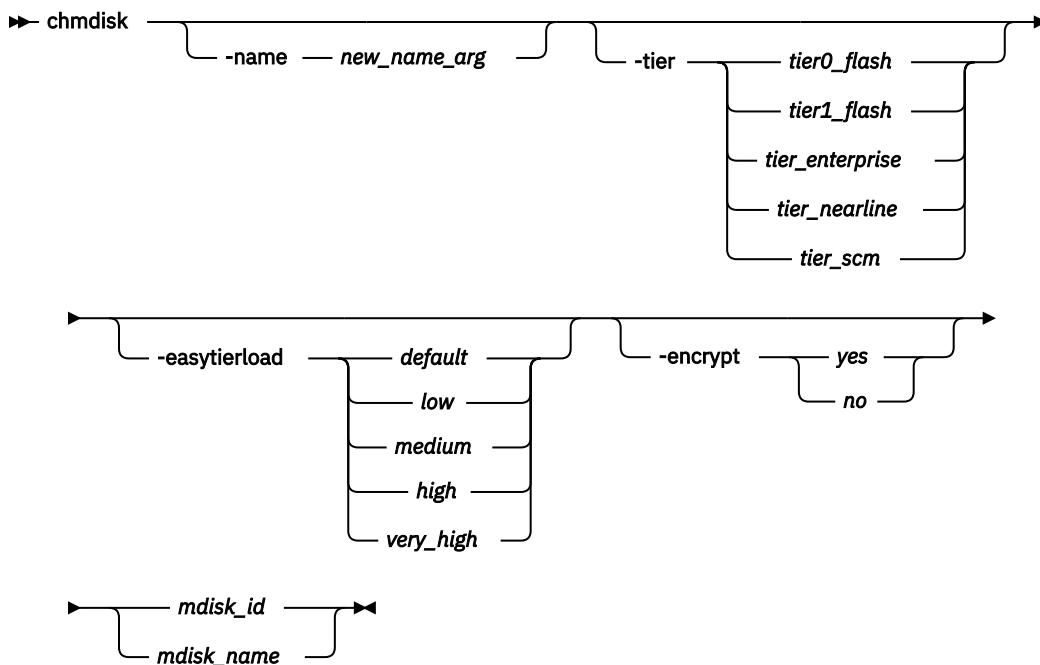 chmdisk
-name new_name_arg -tier tier0_flash
tier1_flash
tier_enterprise
tier_nearline
tier_scm
-easytierload default -encrypt yes
low no
medium
high
very_high
mdisk_id
mdisk_name